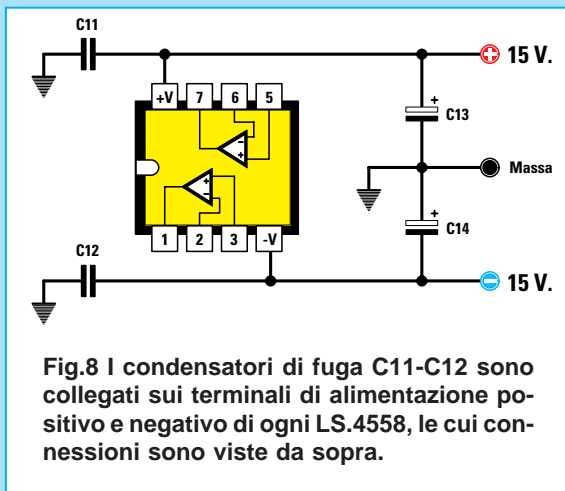 C11
+ 15 V.
+V 7 6 5
- +
+
C13
Massa
+ -
+
C14
1 2 3 -V
C12
- 15 V.
Fig.8 I condensatori di fuga C11-C12 sono
collegati sui terminali di alimentazione po-
sitivo e negativo di ogni LS.4558, le cui con-
nessioni sono viste da sopra.